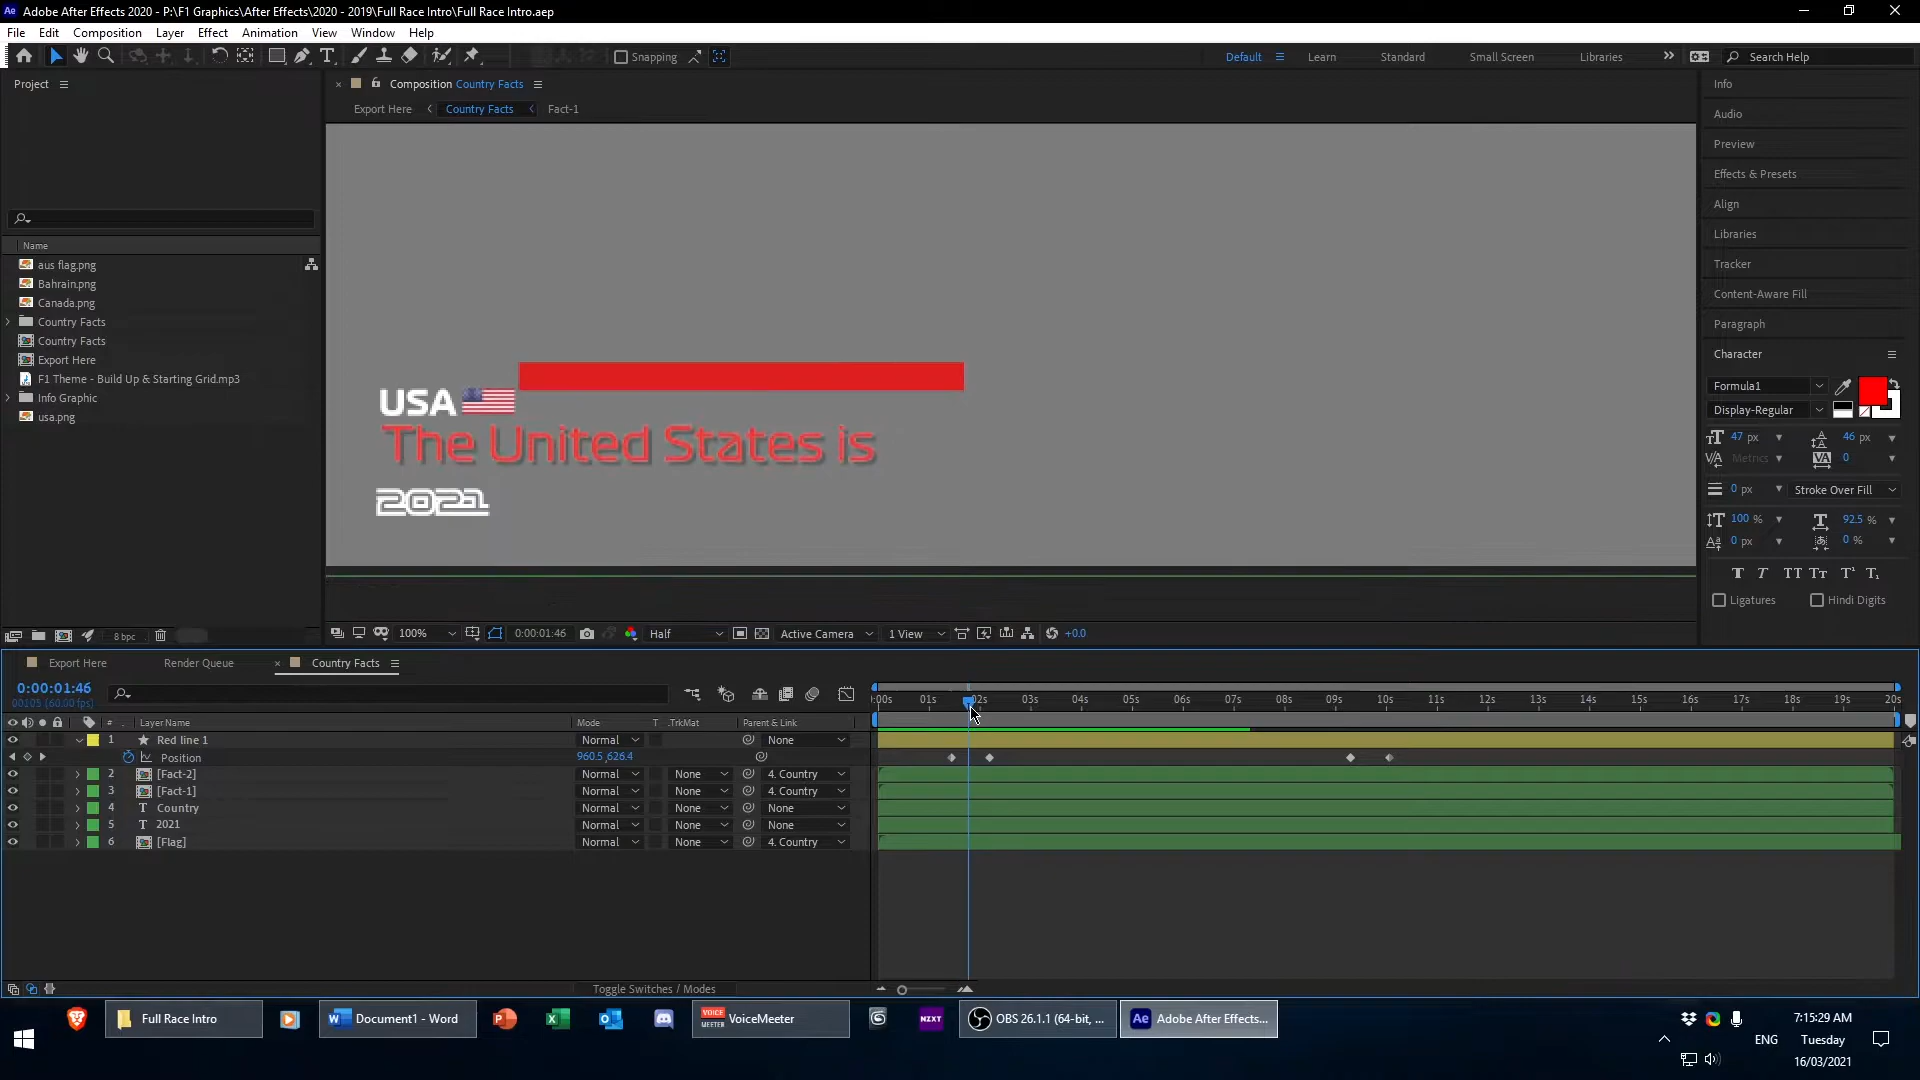 Adobe After Effects 2020 - P:\F1 Graphics\After Effects\2020 - 2019\Full Race Intro\Full Race Intro.aep
File Edit Composition Layer Effect Animation View Window Help
Snapping
Default Learn Standard Small Screen Libraries Search Help
Project
Composition Country Facts
Export Here Country Facts Fact-1
Info
Audio
Preview
Effects & Presets
Align
Libraries
Tracker
Content-Aware Fill
Paragraph
Character
Formula1
Display-Regular
47 px 46 px
Metrics 0
0 px Stroke Over Fill
100 % 92.5 %
0 px 0 %
T T TT Tт T¹ T₁
Ligatures Hindi Digits
Name
aus flag.png
Bahrain.png
Canada.png
Country Facts
Country Facts
Export Here
F1 Theme - Build Up & Starting Grid.mp3
Info Graphic
usa.png
USA
The United States is
2021
8 bpc
100% 0:00:01:46 Half Active Camera 1 View +0.0
Export Here Render Queue Country Facts
0:00:01:46
00105 (60.00 fps)
:00s 01s 02s 03s 04s 05s 06s 07s 08s 09s 10s 11s 12s 13s 14s 15s 16s 17s 18s 19s 20s
# Layer Name Mode T .TrkMat Parent & Link
1 Red line 1 Normal None
Position 960.5,626.4
2 [Fact-2] Normal None 4. Country
3 [Fact-1] Normal None 4. Country
4 T Country Normal None None
5 T 2021 Normal None None
6 [Flag] Normal None 4. Country
Toggle Switches / Modes
Full Race Intro Document1 - Word VOICE MEETER VoiceMeeter NZXT OBS 26.1.1 (64-bit, ... Ae Adobe After Effects...
7:15:29 AM
ENG Tuesday
16/03/2021